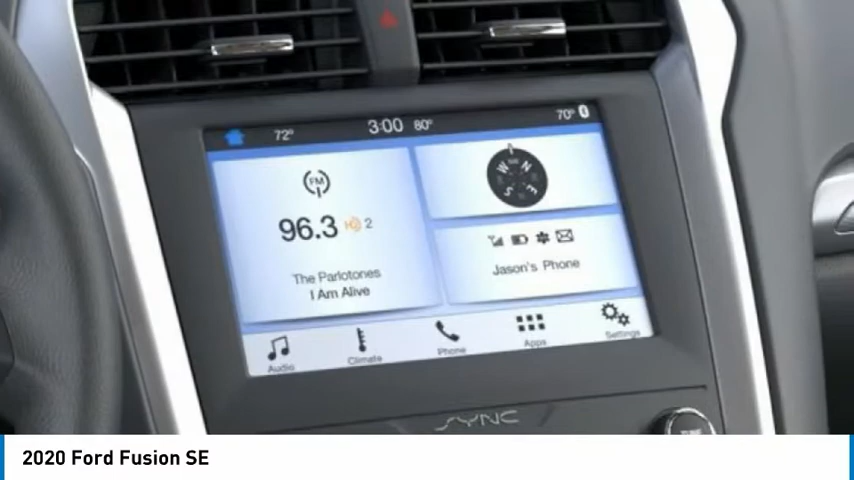 72° 3:00 80° 70°
FM
96.3 HD 2
The Parlotones
I Am Alive
W N S E
Jason's Phone
Audio Climate Phone Apps Settings
SYNC
2020 Ford Fusion SE